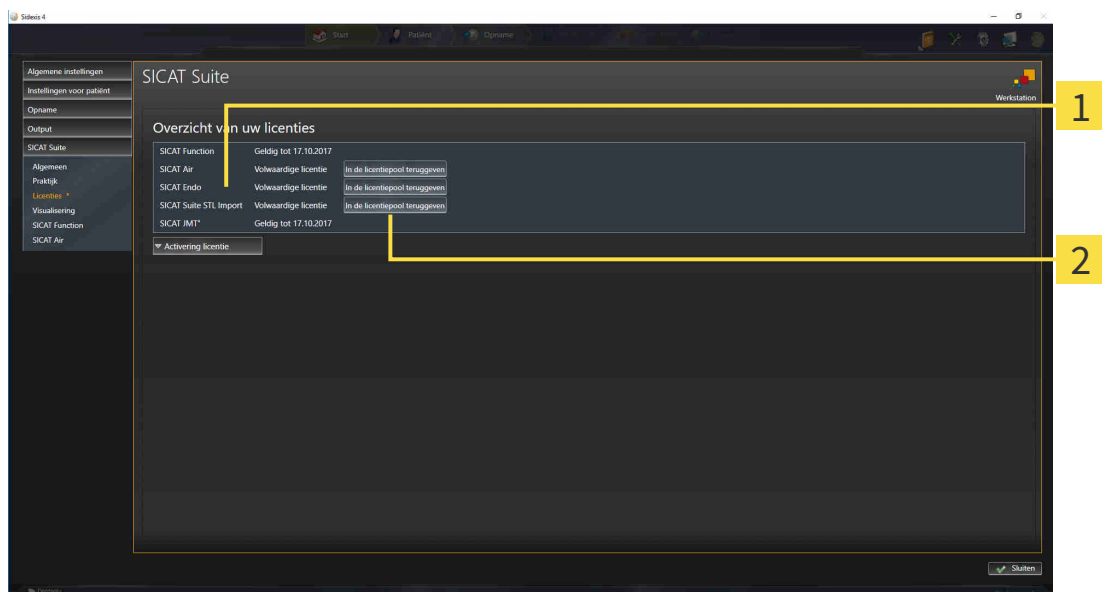 Sidexis 4
Start Patiënt Opname
Algemene instellingen
Instellingen voor patiënt
Opname
Output
SICAT Suite
Algemeen
Praktijk
Licenties *
Visualisering
SICAT Function
SICAT Air
SICAT Suite
Werkstation
Overzicht van uw licenties
SICAT Function Geldig tot 17.10.2017
SICAT Air Volwaardige licentie In de licentiepool teruggeven
SICAT Endo Volwaardige licentie In de licentiepool teruggeven
SICAT Suite STL Import Volwaardige licentie In de licentiepool teruggeven
SICAT JMT⁺ Geldig tot 17.10.2017
Activering licentie
1
2
Sluiten